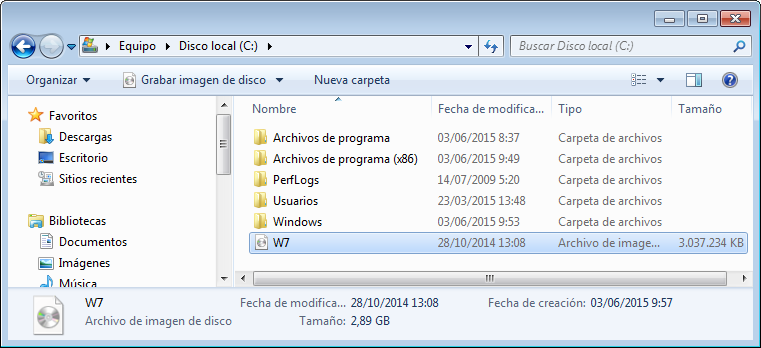 Equipo ▸ Disco local (C:) ▸
Buscar Disco local (C:)
Organizar Grabar imagen de disco Nueva carpeta
Favoritos
Descargas
Escritorio
Sitios recientes
Bibliotecas
Documentos
Imágenes
Música
Nombre Fecha de modifica... Tipo Tamaño
Archivos de programa 03/06/2015 8:37 Carpeta de archivos
Archivos de programa (x86) 03/06/2015 9:49 Carpeta de archivos
PerfLogs 14/07/2009 5:20 Carpeta de archivos
Usuarios 23/03/2015 13:48 Carpeta de archivos
Windows 03/06/2015 9:53 Carpeta de archivos
W7 28/10/2014 13:08 Archivo de image... 3.037.234 KB
W7 Fecha de modifica... 28/10/2014 13:08 Fecha de creación: 03/06/2015 9:57
Archivo de imagen de disco Tamaño: 2,89 GB